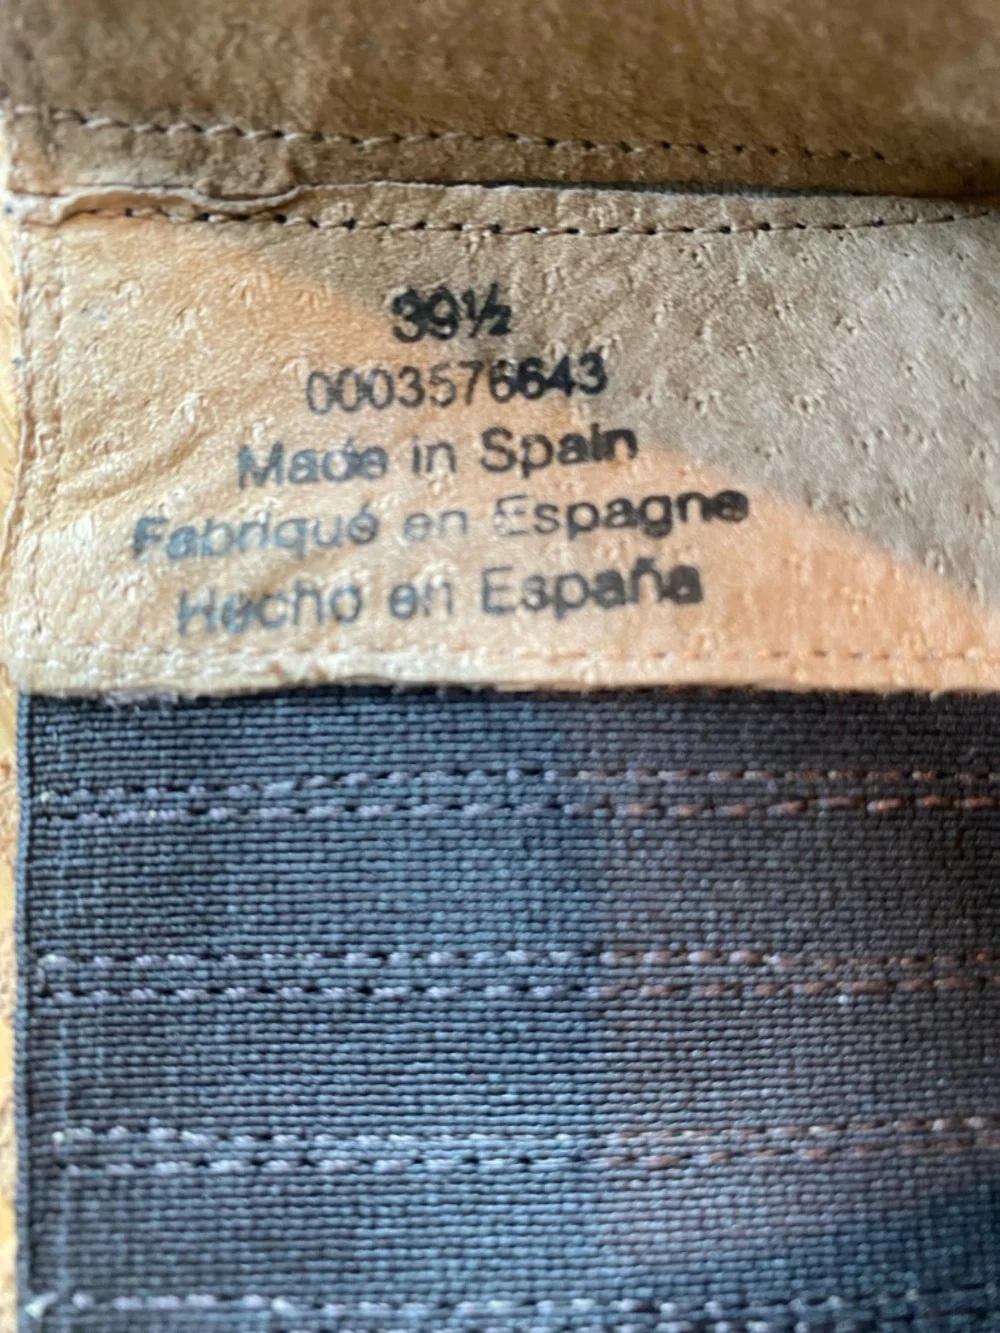 39½
0003576643
Made in Spain
Fabriqué en Espagne
Hecho en España